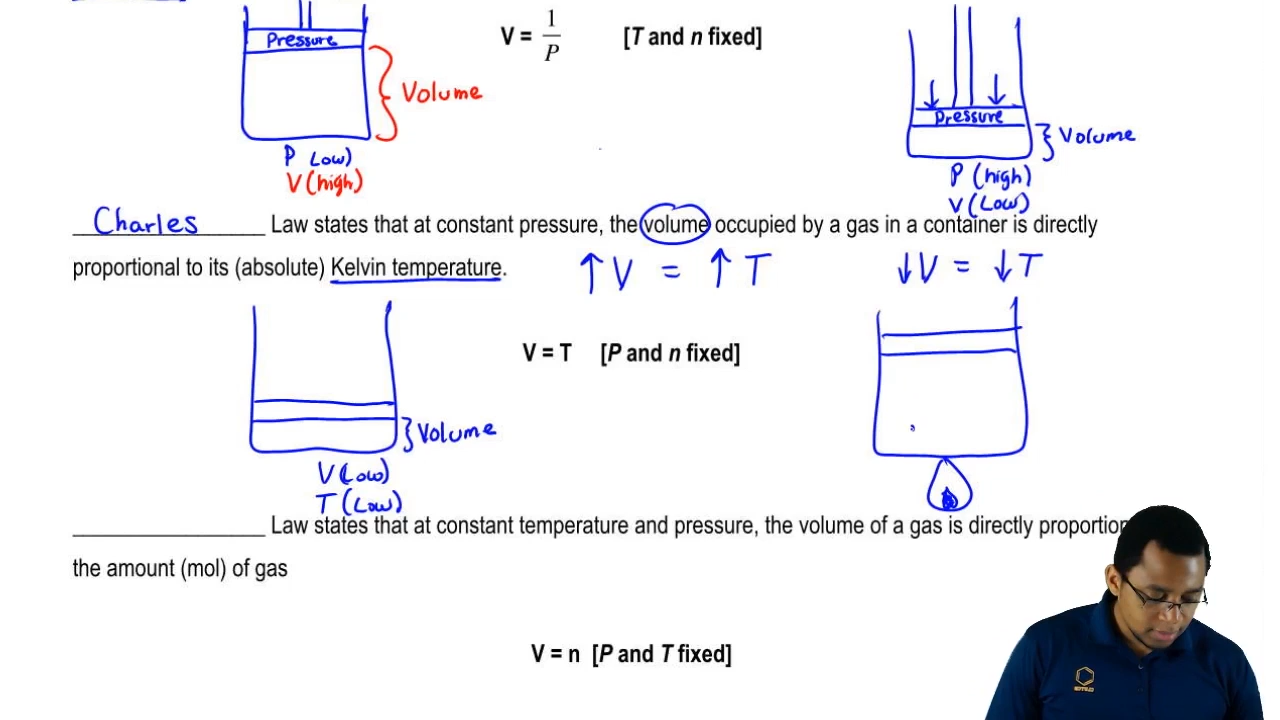 Pressure
V = 1/P [T and n fixed]
Volume
Pressure
Volume
P (Low)
V (high)
P (high)
V (Low)
Charles Law states that at constant pressure, the volume occupied by a gas in a container is directly
proportional to its (absolute) Kelvin temperature.
↑V = ↑T
↓V = ↓T
V = T [P and n fixed]
Volume
V (Low)
T (Low)
Law states that at constant temperature and pressure, the volume of a gas is directly
the amount (mol) of gas
V = n [P and T fixed]